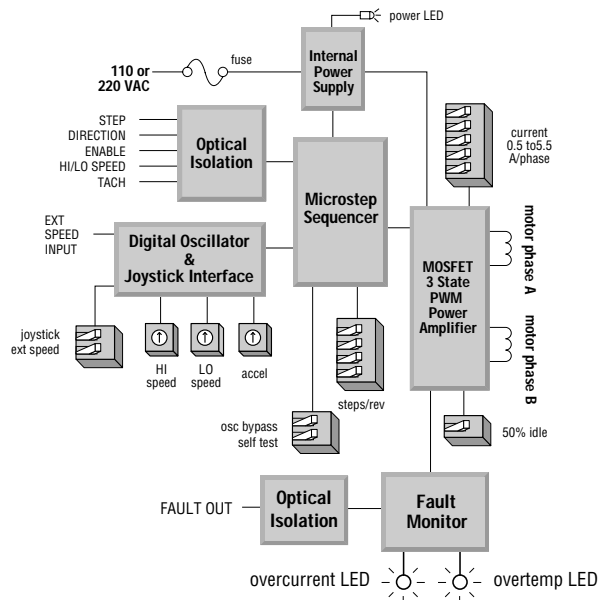 power LED
fuse
110 or
220 VAC
Internal
Power
Supply
STEP
DIRECTION
ENABLE
HI/LO SPEED
TACH
Optical
Isolation
current
0.5 to5.5
A/phase
Microstep
Sequencer
EXT
SPEED
INPUT
Digital Oscillator
&
Joystick Interface
MOSFET
3 State
PWM
Power
Amplifier
motor phase A
motor phase B
joystick
ext speed
HI
speed
LO
speed
accel
steps/rev
osc bypass
self test
50% idle
FAULT OUT
Optical
Isolation
Fault
Monitor
overcurrent LED
overtemp LED